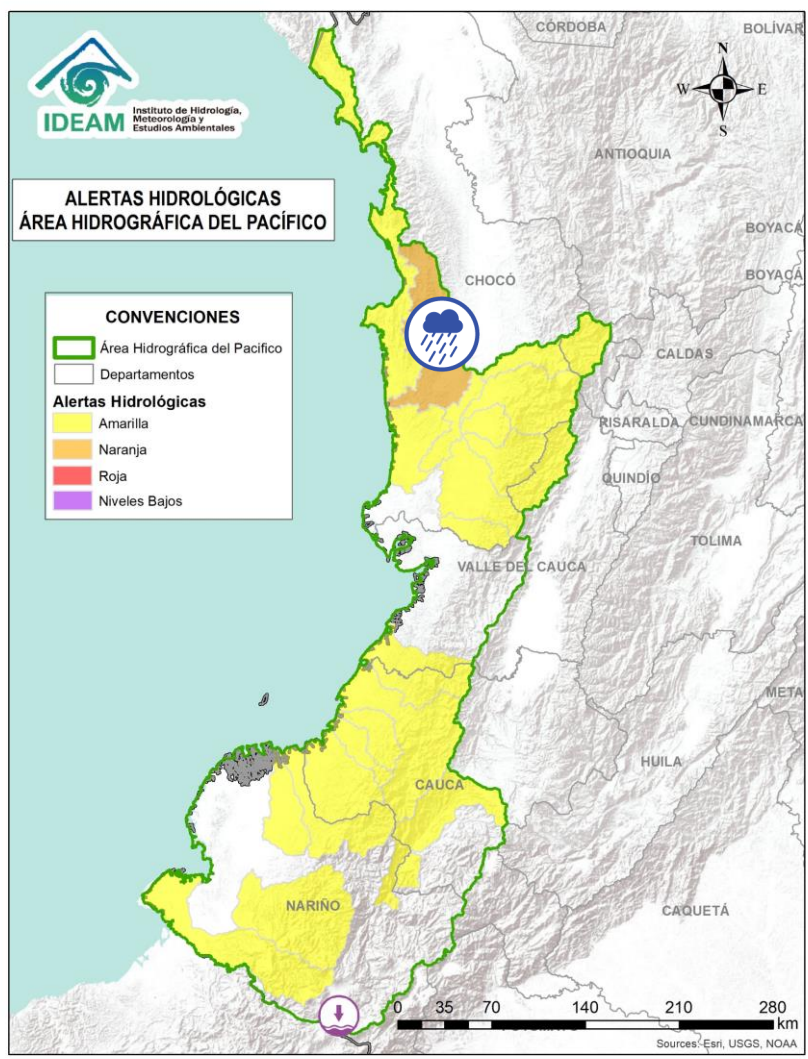 CÓRDOBA
BOLÍVAR
N
W
E
S
IDEAM
Instituto de Hidrología,
Meteorología y
Estudios Ambientales
ANTIOQUIA
ALERTAS HIDROLÓGICAS
ÁREA HIDROGRÁFICA DEL PACÍFICO
BOYACÁ
BOYACÁ
CHOCÓ
CONVENCIONES
Área Hidrográfica del Pacifico
Departamentos
Alertas Hidrológicas
Amarilla
Naranja
Roja
Niveles Bajos
CALDAS
RISARALDA
CUNDINAMARCA
QUINDÍO
TOLIMA
VALLE DEL CAUCA
META
HUILA
CAUCA
NARIÑO
CAQUETÁ
0 35 70 140 210 280
km
Sources: Esri, USGS, NOAA